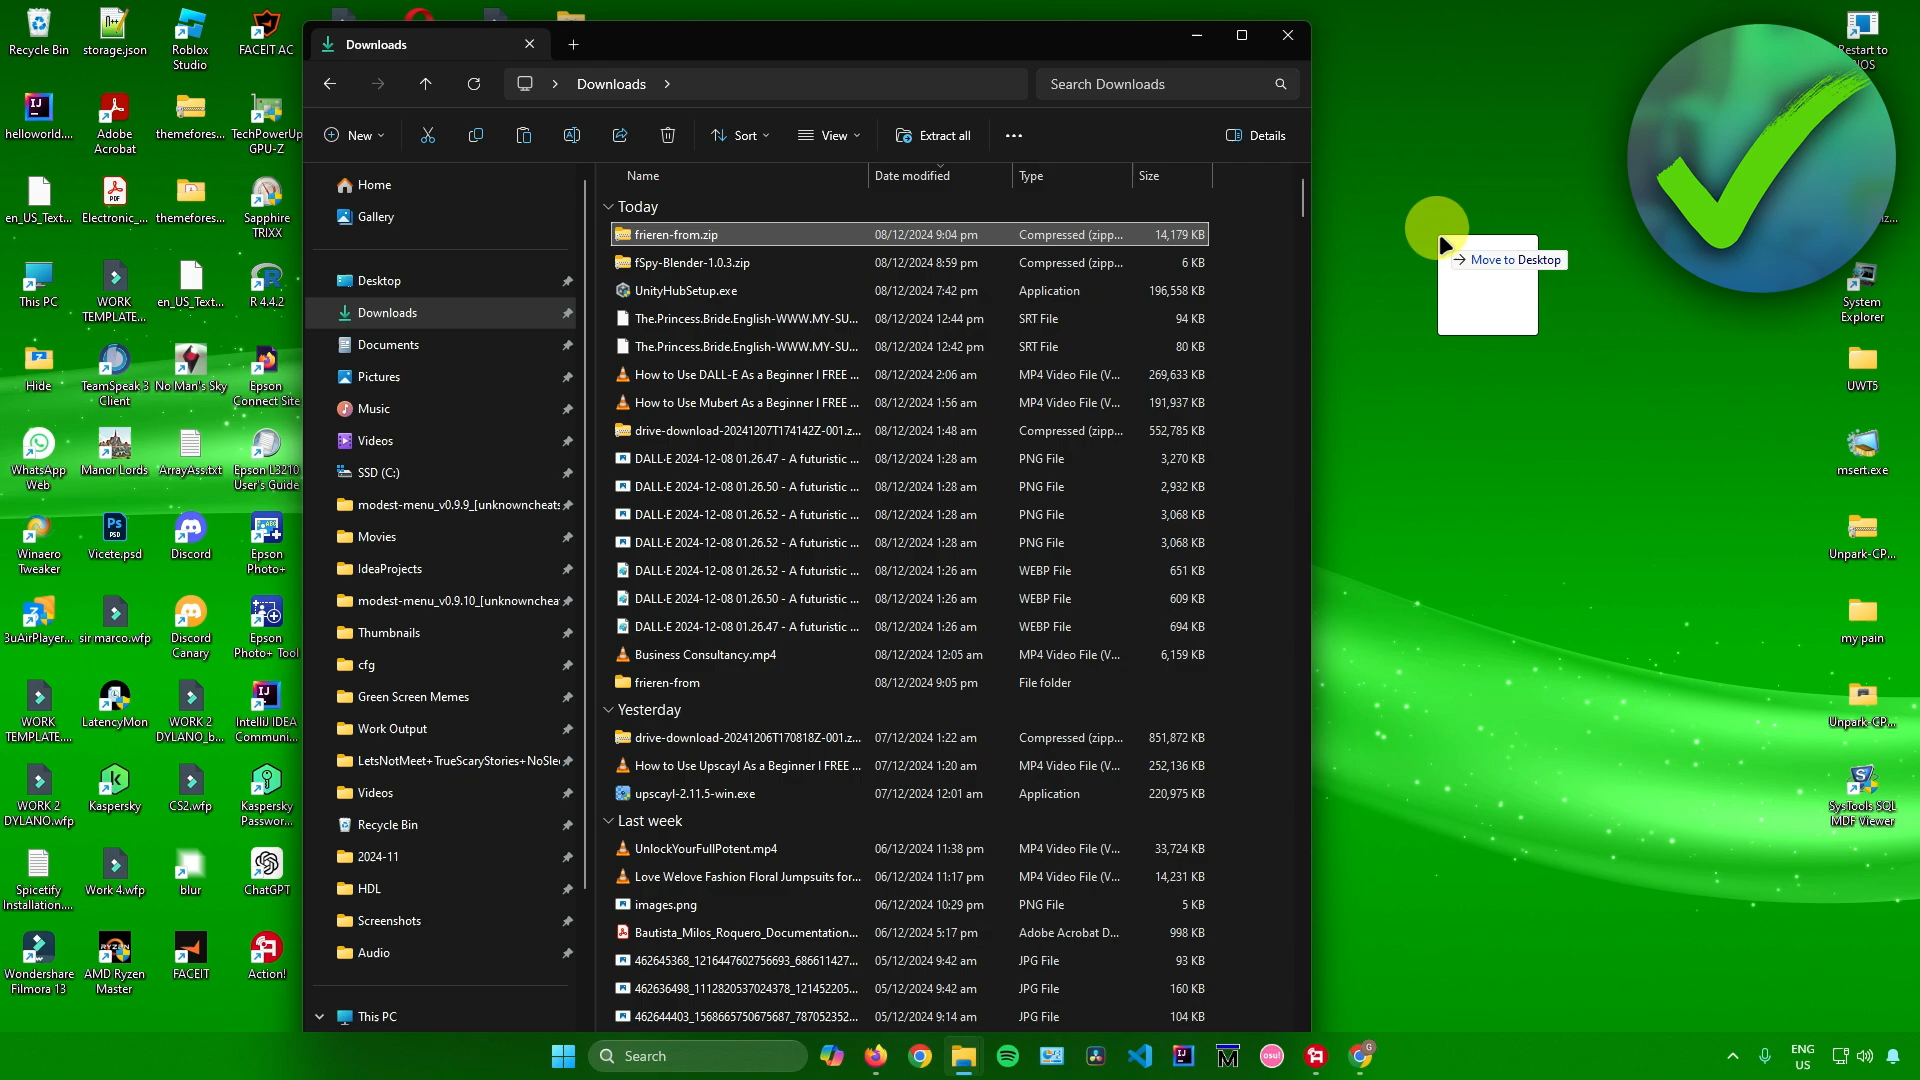 Recycle Bin
storage.json
Roblox
Studio
FACEIT AC
helloworld....
Adobe
Acrobat
themefores...
TechPowerUp
GPU-Z
en_US_Text...
Electronic_...
themefores...
Sapphire
TRIXX
This PC
WORK
TEMPLATE...
en_US_Text...
R 4.4.2
Hide
TeamSpeak 3
Client
No Man's Sky
Epson
Connect Site
WhatsApp
Web
Manor Lords
ArrayAss.txt
Epson L3210
User's Guide
Winaero
Tweaker
Vicete.psd
Discord
Epson
Photo+
3uAirPlayer...
sir marco.wfp
Discord
Canary
Epson
Photo+ Tool
WORK
TEMPLATE....
LatencyMon
WORK 2
DYLANO_b...
IntelliJ IDEA
Communi...
WORK 2
DYLANO.wfp
Kaspersky
CS2.wfp
Kaspersky
Passwor...
Spicetify
Installation....
Work 4.wfp
blur
ChatGPT
Wondershare
Filmora 13
AMD Ryzen
Master
FACEIT
Action!
Downloads
Downloads
Search Downloads
New
Sort
View
Extract all
Details
Home
Gallery
Desktop
Downloads
Documents
Pictures
Music
Videos
SSD (C:)
modest-menu_v0.9.9_[unknowncheats
Movies
IdeaProjects
modest-menu_v0.9.10_[unknownchea
Thumbnails
cfg
Green Screen Memes
Work Output
LetsNotMeet+TrueScaryStories+NoSle
Videos
Recycle Bin
2024-11
HDL
Screenshots
Audio
This PC
Name Date modified Type Size
Today
frieren-from.zip 08/12/2024 9:04 pm Compressed (zipp... 14,179 KB
fSpy-Blender-1.0.3.zip 08/12/2024 8:59 pm Compressed (zipp... 6 KB
UnityHubSetup.exe 08/12/2024 7:42 pm Application 196,558 KB
The.Princess.Bride.English-WWW.MY-SU... 08/12/2024 12:44 pm SRT File 94 KB
The.Princess.Bride.English-WWW.MY-SU... 08/12/2024 12:42 pm SRT File 80 KB
How to Use DALL-E As a Beginner I FREE ... 08/12/2024 2:06 am MP4 Video File (V... 269,633 KB
How to Use Mubert As a Beginner I FREE ... 08/12/2024 1:56 am MP4 Video File (V... 191,937 KB
drive-download-20241207T174142Z-001.z... 08/12/2024 1:48 am Compressed (zipp... 552,785 KB
DALL·E 2024-12-08 01.26.47 - A futuristic ... 08/12/2024 1:28 am PNG File 3,270 KB
DALL·E 2024-12-08 01.26.50 - A futuristic ... 08/12/2024 1:28 am PNG File 2,932 KB
DALL·E 2024-12-08 01.26.52 - A futuristic ... 08/12/2024 1:28 am PNG File 3,068 KB
DALL·E 2024-12-08 01.26.52 - A futuristic ... 08/12/2024 1:28 am PNG File 3,068 KB
DALL·E 2024-12-08 01.26.52 - A futuristic ... 08/12/2024 1:26 am WEBP File 651 KB
DALL·E 2024-12-08 01.26.50 - A futuristic ... 08/12/2024 1:26 am WEBP File 609 KB
DALL·E 2024-12-08 01.26.47 - A futuristic ... 08/12/2024 1:26 am WEBP File 694 KB
Business Consultancy.mp4 08/12/2024 12:05 am MP4 Video File (V... 6,159 KB
frieren-from 08/12/2024 9:05 pm File folder
Yesterday
drive-download-20241206T170818Z-001.z... 07/12/2024 1:22 am Compressed (zipp... 851,872 KB
How to Use Upscayl As a Beginner I FREE ... 07/12/2024 1:20 am MP4 Video File (V... 252,136 KB
upscayl-2.11.5-win.exe 07/12/2024 12:01 am Application 220,975 KB
Last week
UnlockYourFullPotent.mp4 06/12/2024 11:38 pm MP4 Video File (V... 33,724 KB
Love Welove Fashion Floral Jumpsuits for... 06/12/2024 11:17 pm MP4 Video File (V... 14,231 KB
images.png 06/12/2024 10:29 pm PNG File 5 KB
Bautista_Milos_Roquero_Documentation... 06/12/2024 5:17 pm Adobe Acrobat D... 998 KB
462645368_1216447602756693_686611427... 05/12/2024 9:42 am JPG File 93 KB
462636498_1112820537024378_121452205... 05/12/2024 9:42 am JPG File 160 KB
462644403_1568665750675687_787052352... 05/12/2024 9:14 am JPG File 104 KB
Move to Desktop
Restart to
System
Explorer
UWT5
msert.exe
Unpark-CP...
my pain
Unpark-CP...
SysTools SQL
MDF Viewer
Search
ENG
US